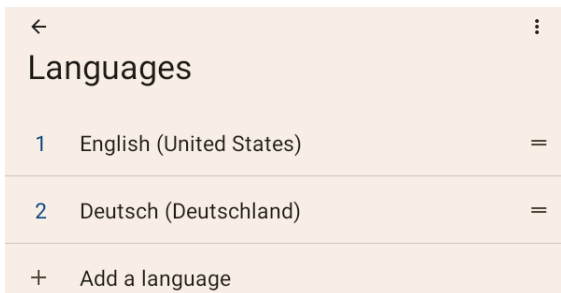 Languages
1 English (United States)
2 Deutsch (Deutschland)
+ Add a language